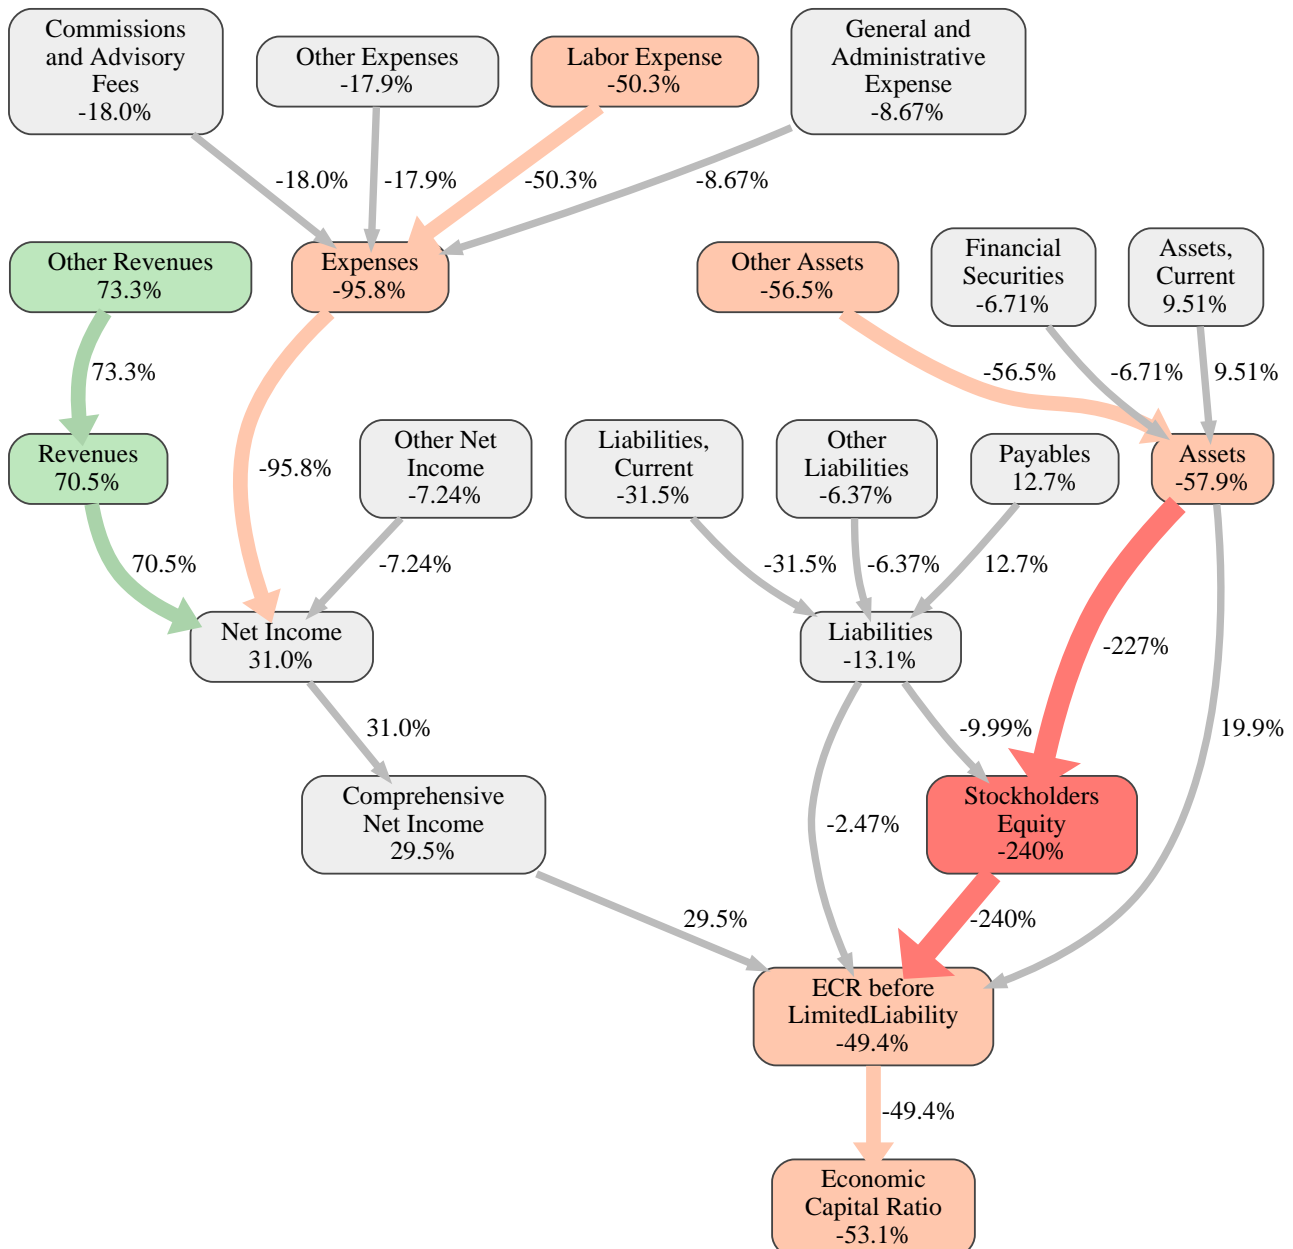 Commissions
and Advisory
Fees
-18.0%
Other Expenses
-17.9%
Labor Expense
-50.3%
General and
Administrative
Expense
-8.67%
-18.0%
-17.9%
-50.3%
-8.67%
Other Revenues
73.3%
Expenses
-95.8%
Other Assets
-56.5%
Financial
Securities
-6.71%
Assets,
Current
9.51%
73.3%
-56.5%
-6.71%
9.51%
Revenues
70.5%
-95.8%
Other Net
Income
-7.24%
Liabilities,
Current
-31.5%
Other
Liabilities
-6.37%
Payables
12.7%
Assets
-57.9%
70.5%
-7.24%
-31.5%
-6.37%
12.7%
Net Income
31.0%
Liabilities
-13.1%
-227%
31.0%
-9.99%
19.9%
Comprehensive
Net Income
29.5%
-2.47%
Stockholders
Equity
-240%
29.5%
-240%
ECR before
LimitedLiability
-49.4%
-49.4%
Economic
Capital Ratio
-53.1%